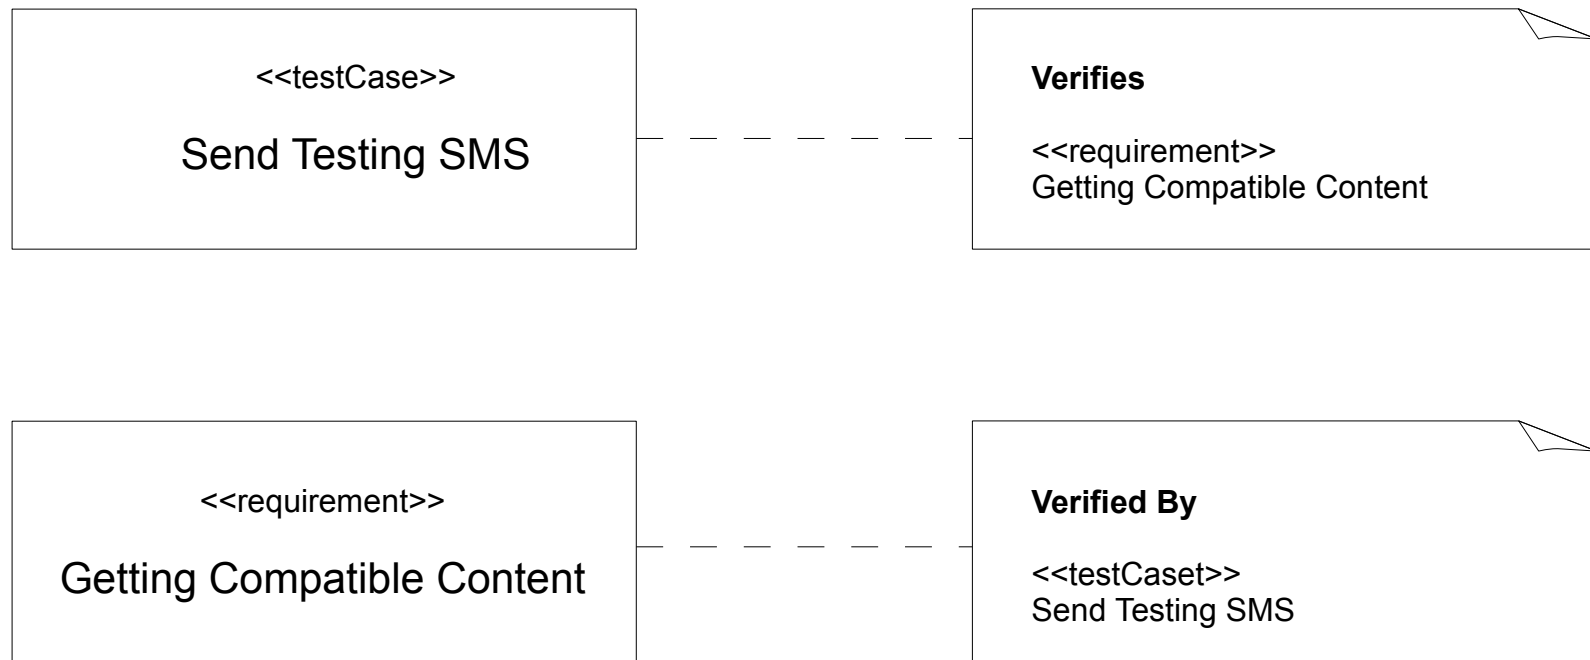 <<testCase>>
Send Testing SMS
Verifies
<<requirement>>
Getting Compatible Content
<<requirement>>
Getting Compatible Content
Verified By
<<testCaset>>
Send Testing SMS